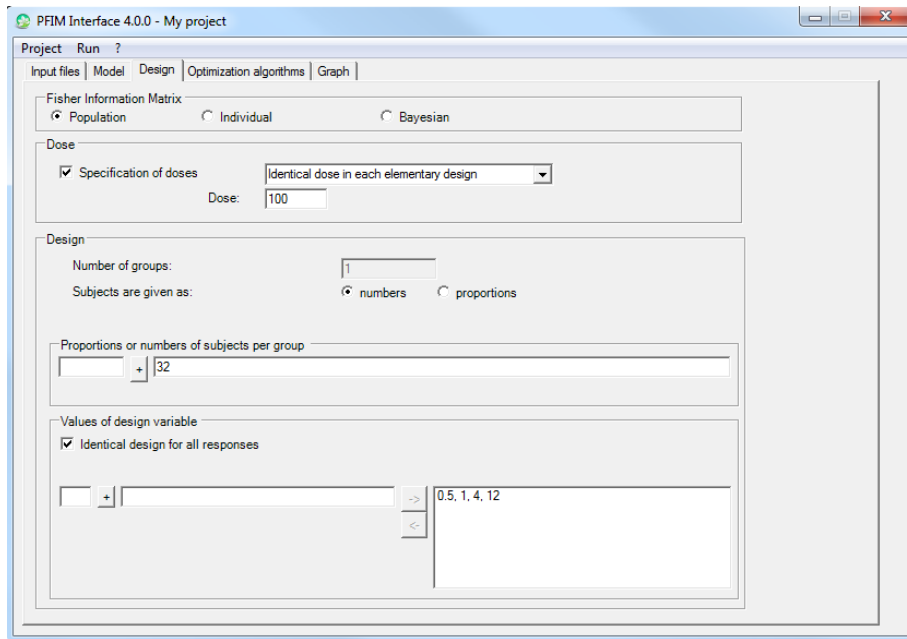 PFIM Interface 4.0.0 - My project
Project Run ?
Input files Model Design Optimization algorithms Graph
Fisher Information Matrix
Population Individual Bayesian
Dose
Specification of doses Identical dose in each elementary design
Dose: 100
Design
Number of groups: 1
Subjects are given as: numbers proportions
Proportions or numbers of subjects per group
+ 32
Values of design variable
Identical design for all responses
+ -> 0.5, 1, 4, 12
<-